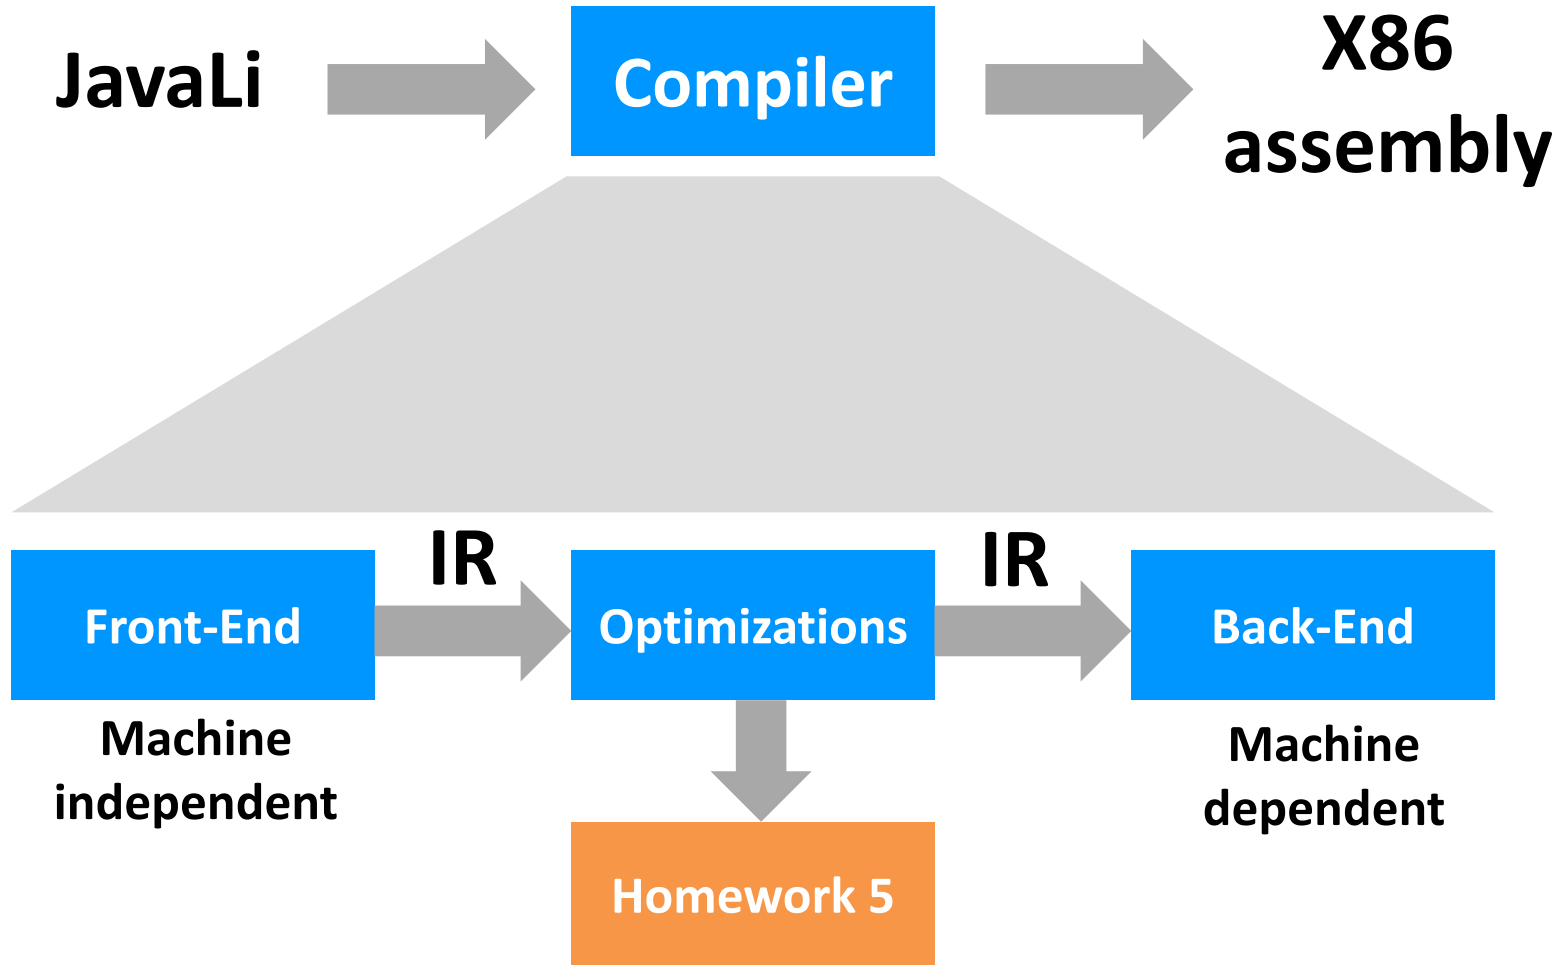 JavaLi
Compiler
X86
assembly
IR
IR
Front-End
Optimizations
Back-End
Machine
independent
Machine
dependent
Homework 5